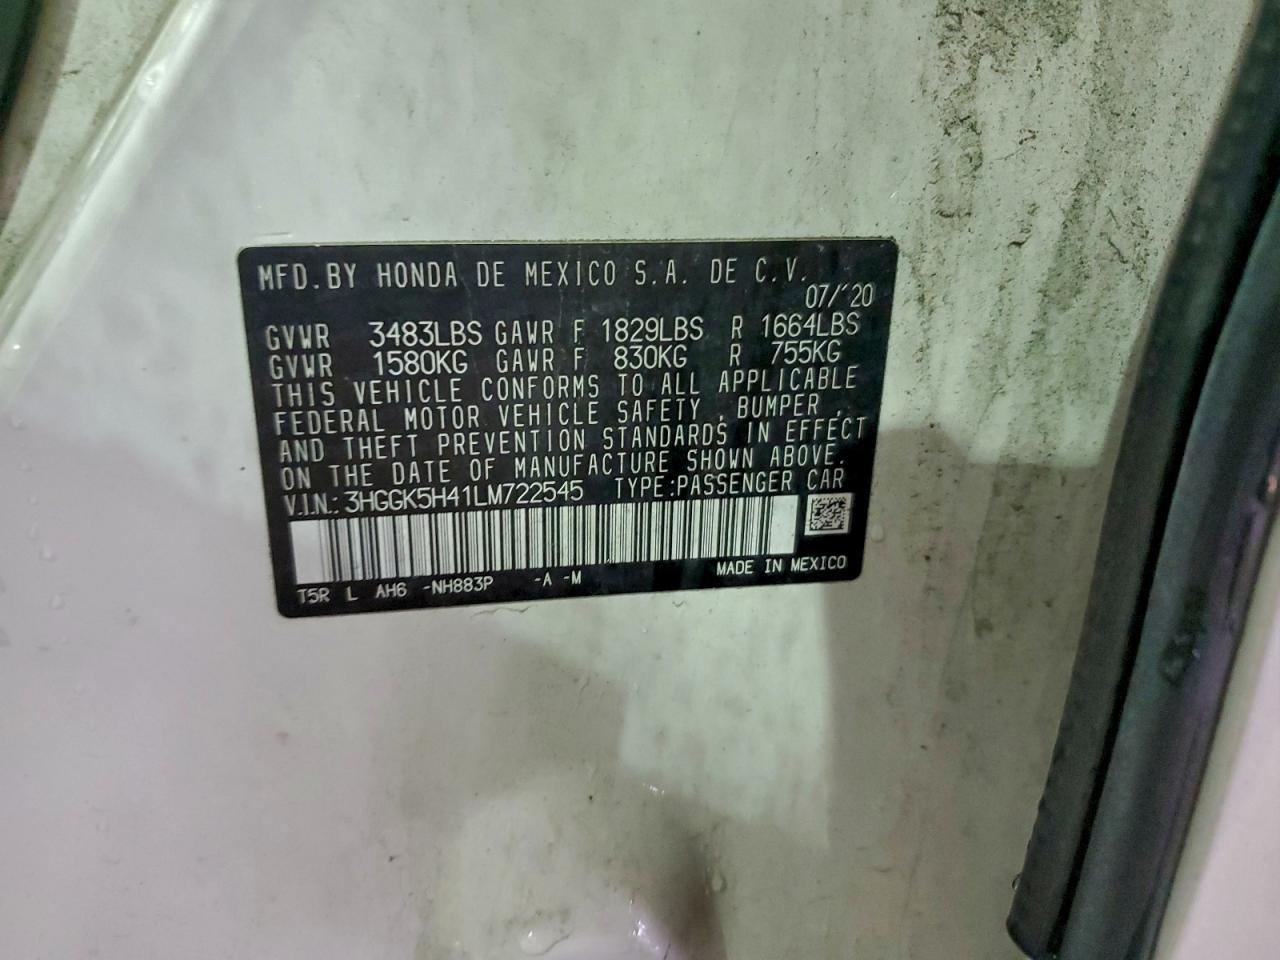 MFD. BY HONDA DE MEXICO S.A. DE C.V.
07/'20
GVWR 3483LBS GAWR F 1829LBS R 1664LBS
GVWR 1580KG GAWR F 830KG R 755KG
THIS VEHICLE CONFORMS TO ALL APPLICABLE
FEDERAL MOTOR VEHICLE SAFETY, BUMPER,
AND THEFT PREVENTION STANDARDS IN EFFECT
ON THE DATE OF MANUFACTURE SHOWN ABOVE.
V.I.N.: 3HGGK5H41LM722545 TYPE:PASSENGER CAR
T5R L AH6 -NH883P -A -M MADE IN MEXICO